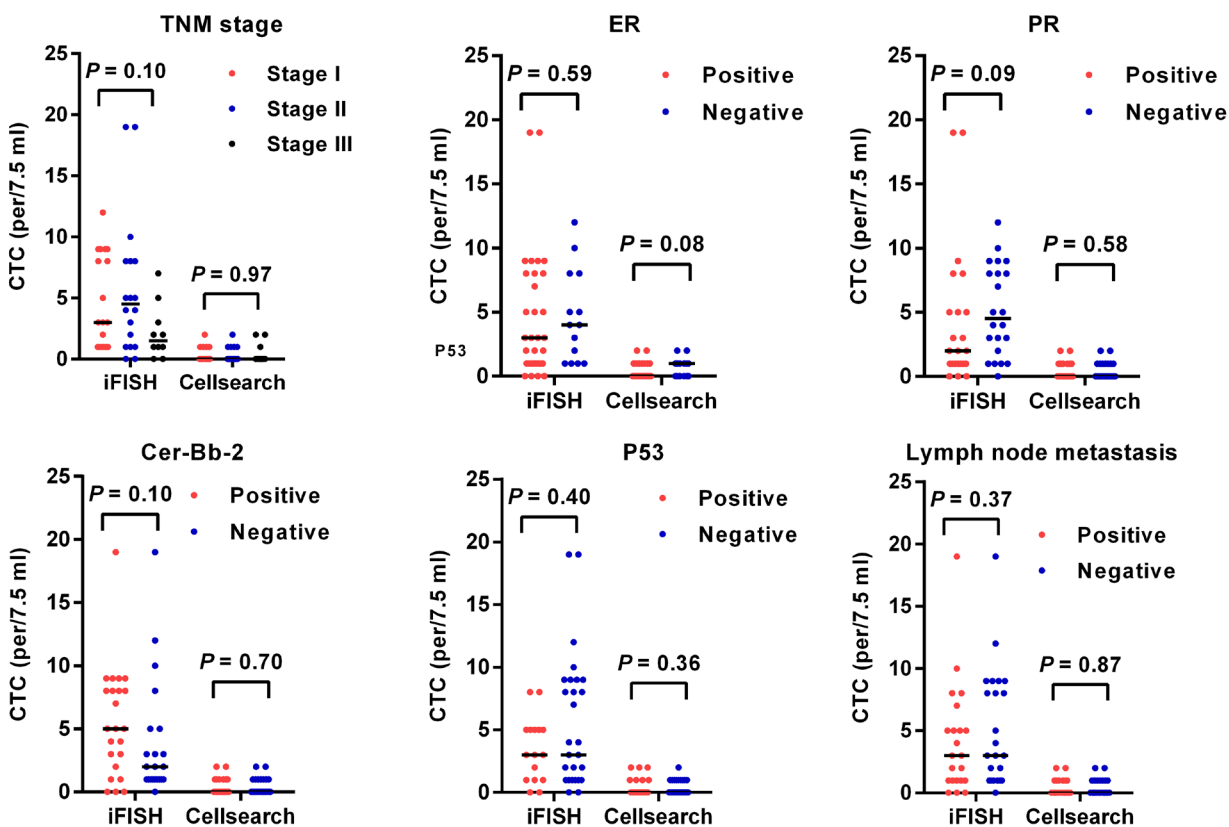 TNM stage
25
20
15
10
5
0
CTC (per/7.5 ml)
P = 0.10
Stage I
Stage II
Stage III
P = 0.97
iFISH
Cellsearch
ER
25
20
15
10
5
0
CTC (per/7.5 ml)
P = 0.59
Positive
Negative
P = 0.08
P53
iFISH
Cellsearch
PR
25
20
15
10
5
0
CTC (per/7.5 ml)
P = 0.09
Positive
Negative
P = 0.58
iFISH
Cellsearch
Cer-Bb-2
25
20
15
10
5
0
CTC (per/7.5 ml)
P = 0.10
Positive
Negative
P = 0.70
iFISH
Cellsearch
P53
25
20
15
10
5
0
CTC (per/7.5 ml)
P = 0.40
Positive
Negative
P = 0.36
iFISH
Cellsearch
Lymph node metastasis
25
20
15
10
5
0
CTC (per/7.5 ml)
P = 0.37
Positive
Negative
P = 0.87
iFISH
Cellsearch